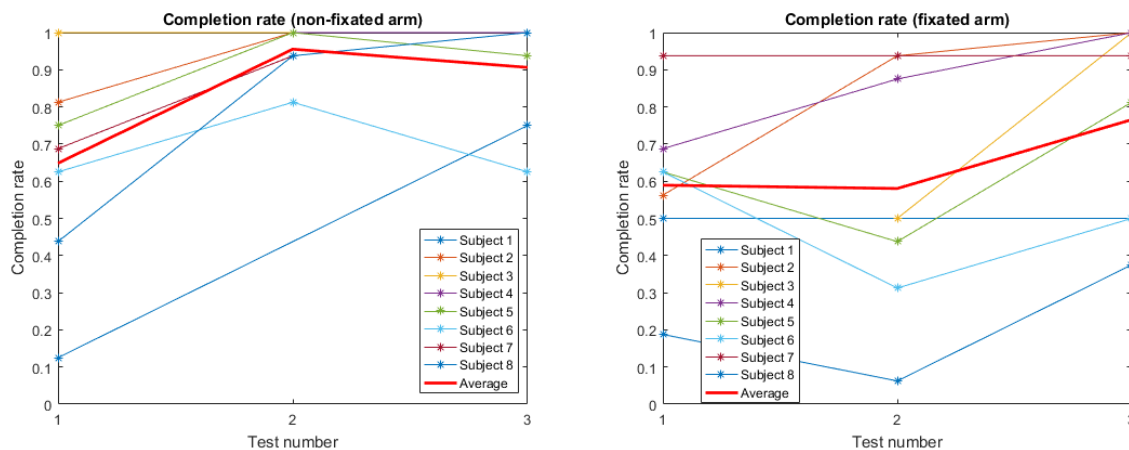 Completion rate (non-fixated arm)
1
0.9
0.8
0.7
0.6
0.5
0.4
0.3
0.2
0.1
0
Completion rate
1
2
3
Test number
Subject 1
Subject 2
Subject 3
Subject 4
Subject 5
Subject 6
Subject 7
Subject 8
Average
Completion rate (fixated arm)
1
0.9
0.8
0.7
0.6
0.5
0.4
0.3
0.2
0.1
0
Completion rate
1
2
3
Test number
Subject 1
Subject 2
Subject 3
Subject 4
Subject 5
Subject 6
Subject 7
Subject 8
Average